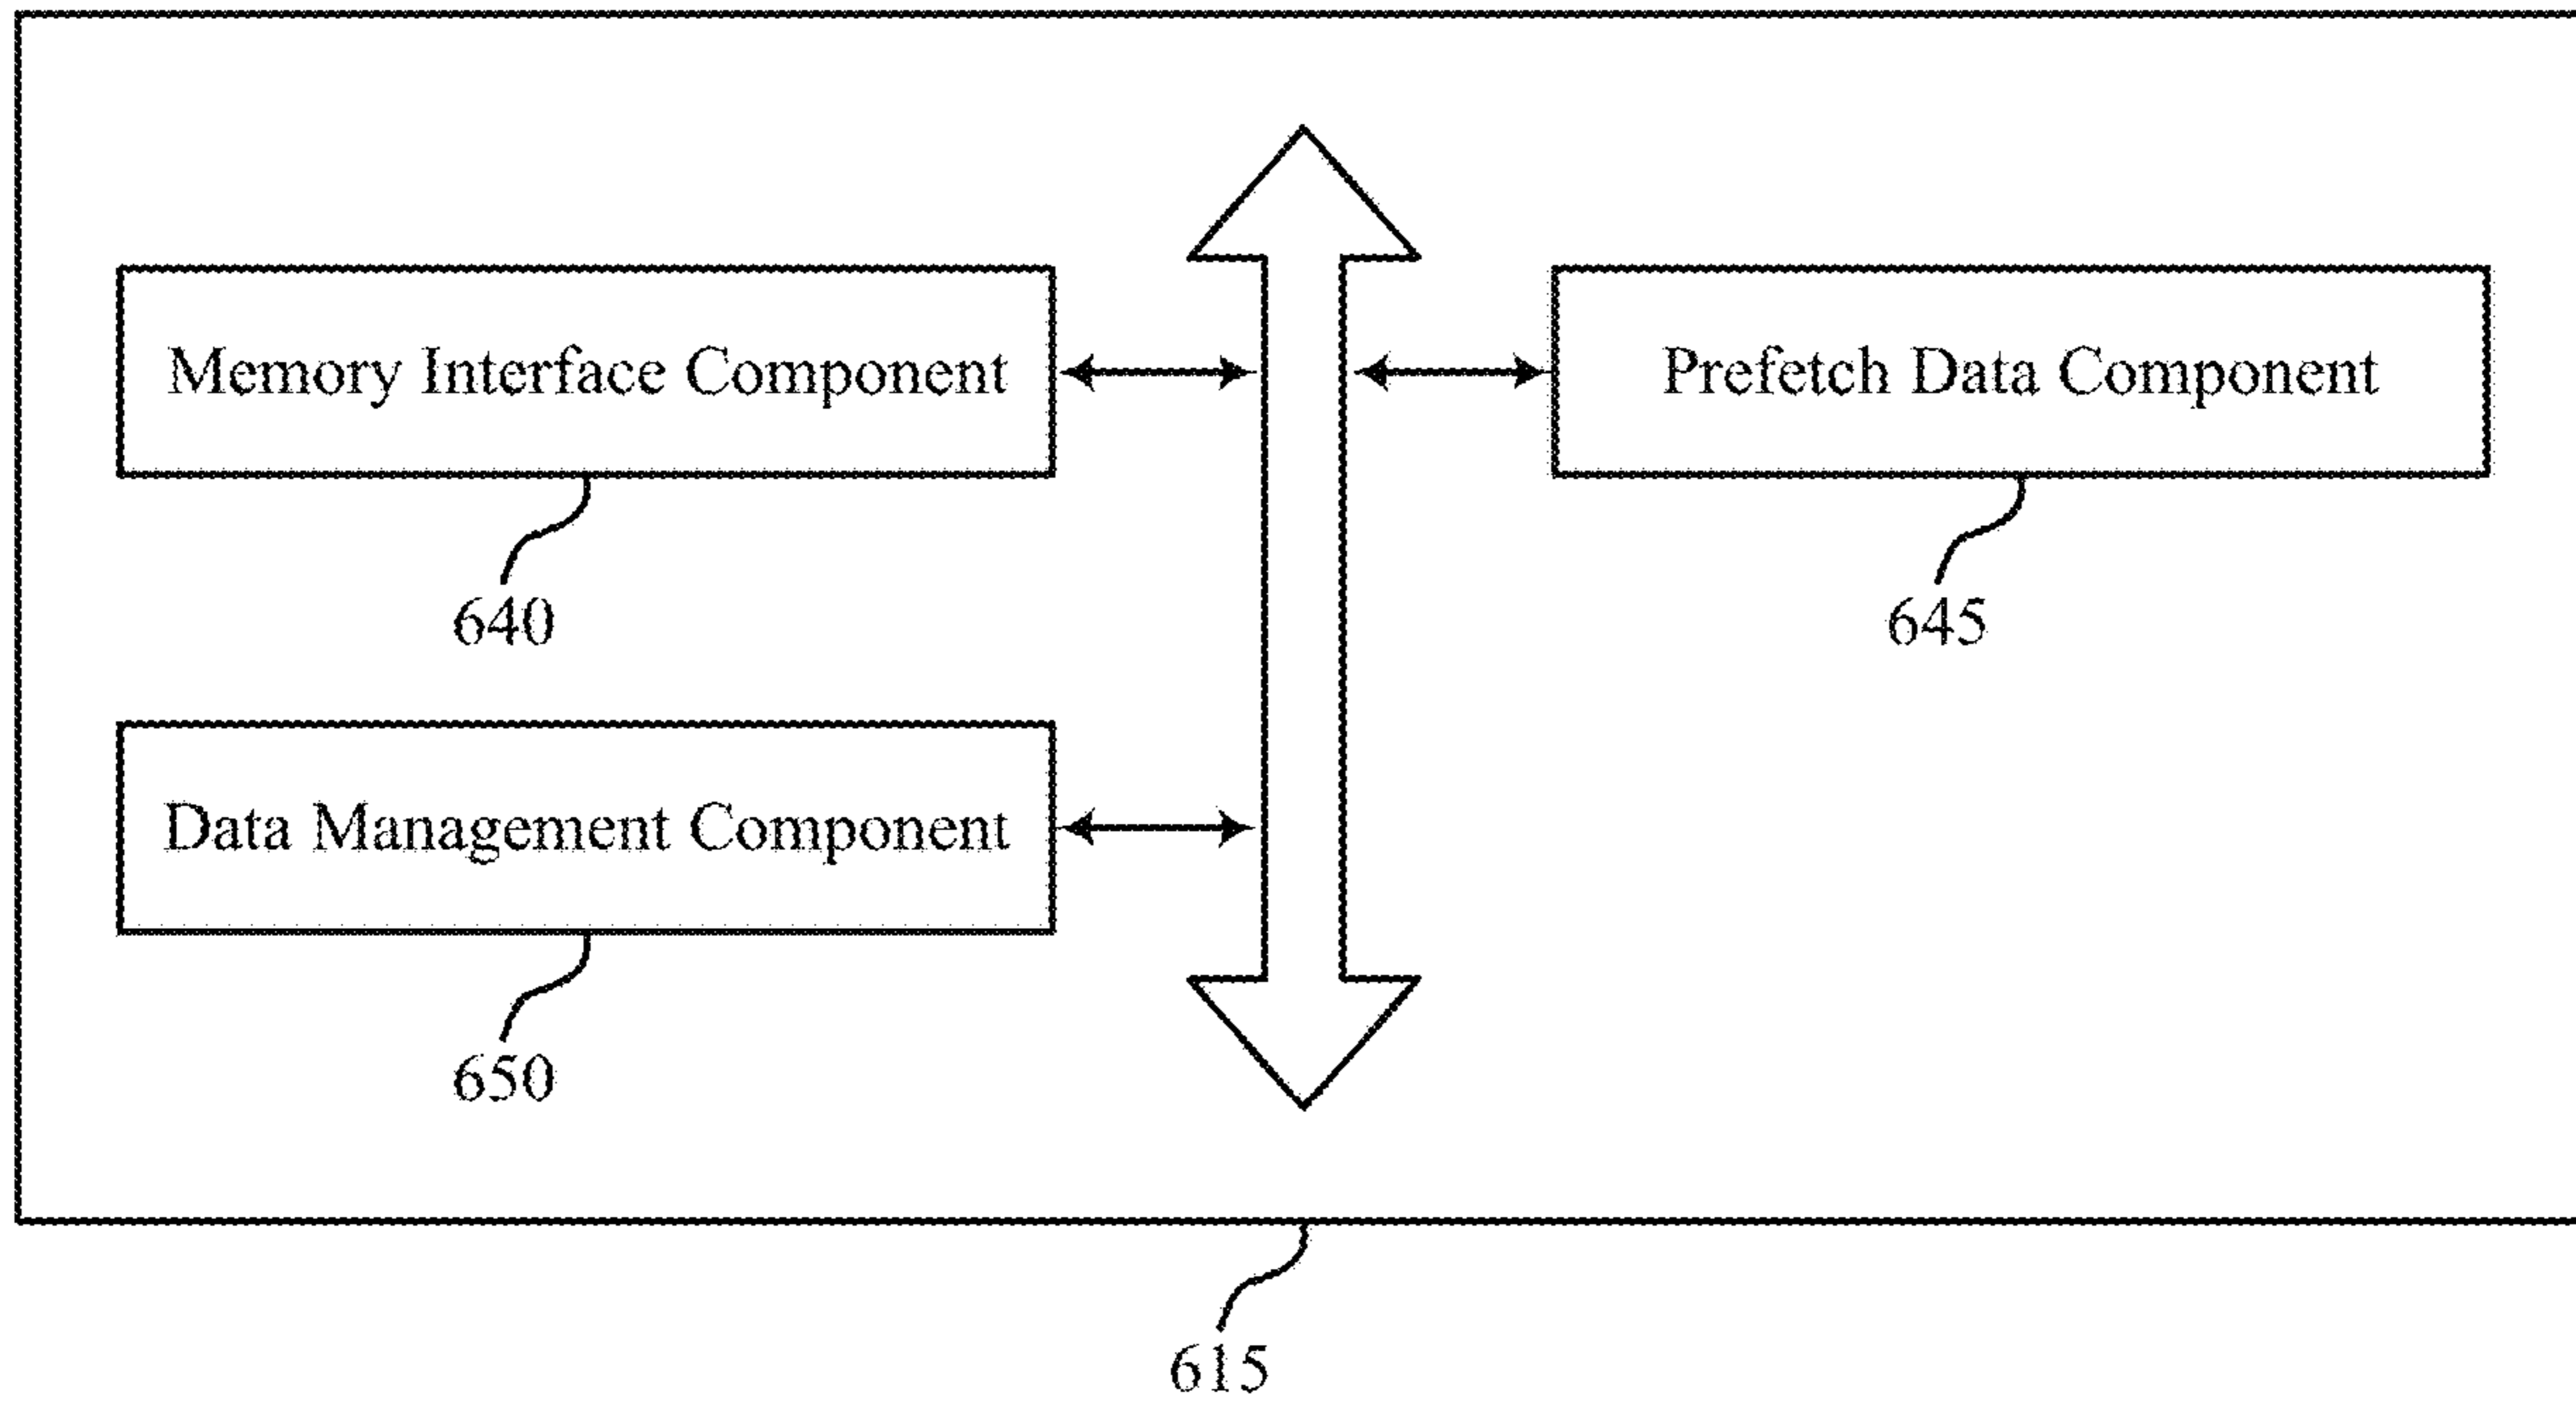 Memory Interface Component
Prefetch Data Component
640
645
Data Management Component
650
615